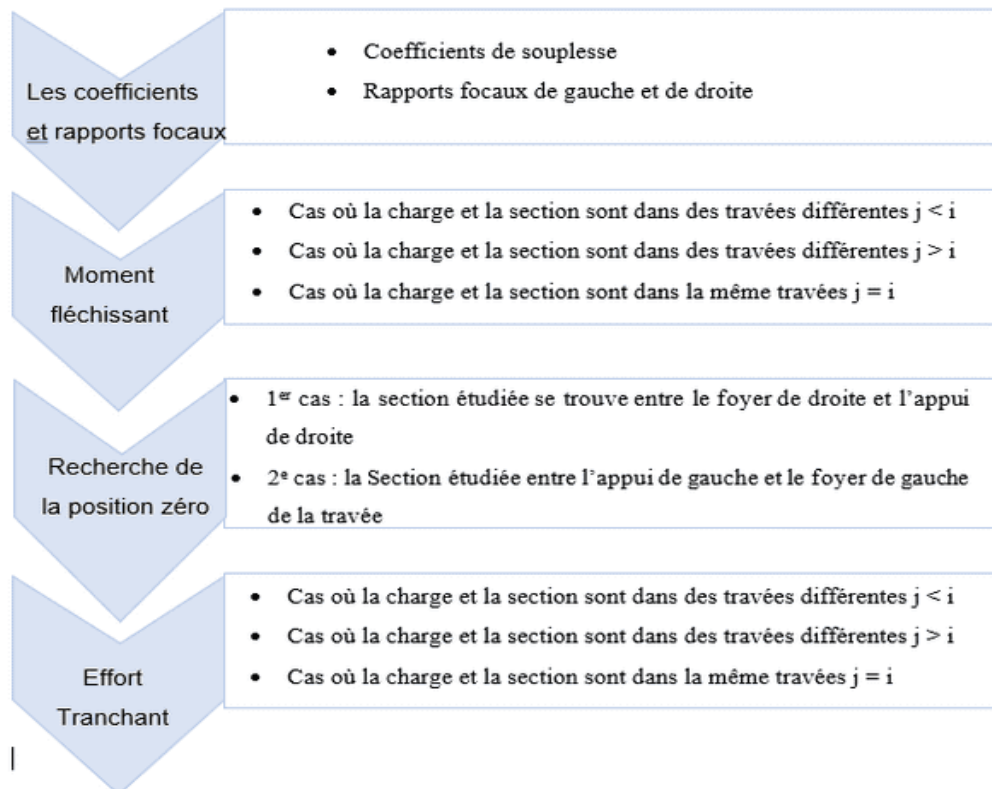 Les coefficients
et rapports focaux
• Coefficients de souplesse
• Rapports focaux de gauche et de droite
Moment
fléchissant
• Cas où la charge et la section sont dans des travées différentes j < i
• Cas où la charge et la section sont dans des travées différentes j > i
• Cas où la charge et la section sont dans la même travées j = i
Recherche de
la position zéro
• 1er cas : la section étudiée se trouve entre le foyer de droite et l’appui
de droite
• 2e cas : la Section étudiée entre l’appui de gauche et le foyer de gauche
de la travée
Effort
Tranchant
• Cas où la charge et la section sont dans des travées différentes j < i
• Cas où la charge et la section sont dans des travées différentes j > i
• Cas où la charge et la section sont dans la même travées j = i